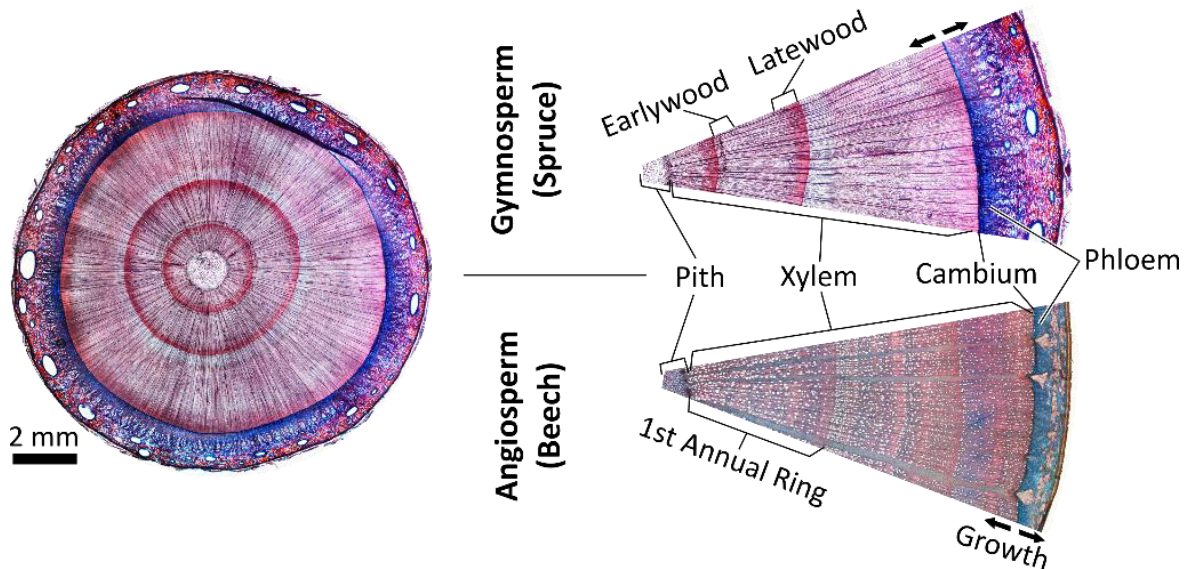 2 mm
Gymnosperm
(Spruce)
Earlywood
Latewood
Pith
Xylem
Cambium
Phloem
Angiosperm
(Beech)
1st Annual Ring
Growth